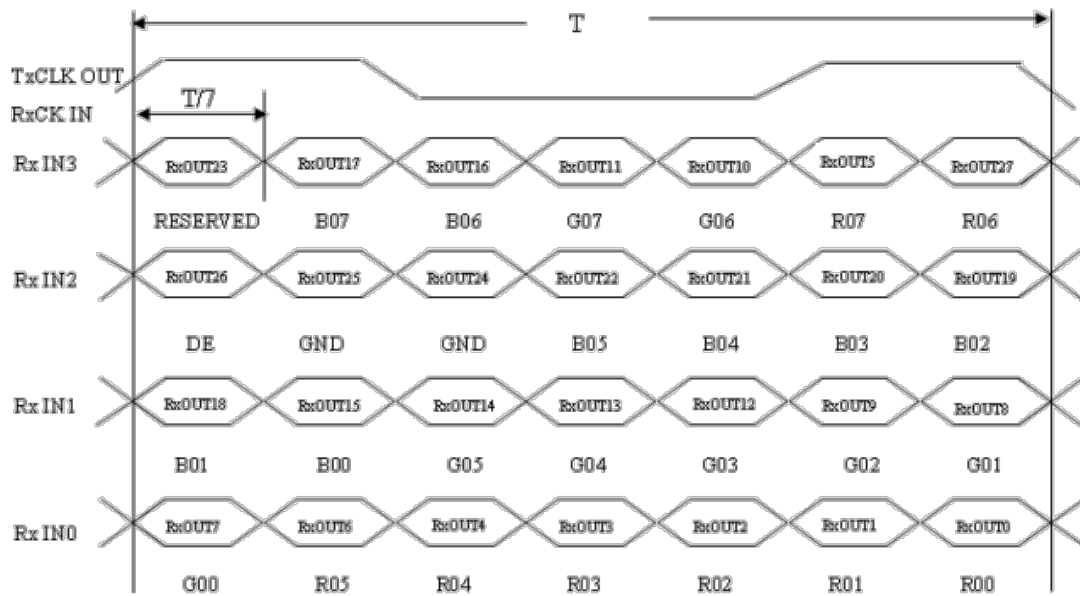 T
TxCLK OUT
T/7
RxCK IN
Rx IN3 RxOUT23 RxOUT17 RxOUT16 RxOUT11 RxOUT10 RxOUT5 RxOUT27
RESERVED B07 B06 G07 G06 R07 R06
Rx IN2 RxOUT26 RxOUT25 RxOUT24 RxOUT22 RxOUT21 RxOUT20 RxOUT19
DE GND GND B05 B04 B03 B02
Rx IN1 RxOUT18 RxOUT15 RxOUT14 RxOUT13 RxOUT12 RxOUT9 RxOUT8
B01 B00 G05 G04 G03 G02 G01
Rx IN0 RxOUT7 RxOUT6 RxOUT4 RxOUT3 RxOUT2 RxOUT1 RxOUT0
G00 R05 R04 R03 R02 R01 R00